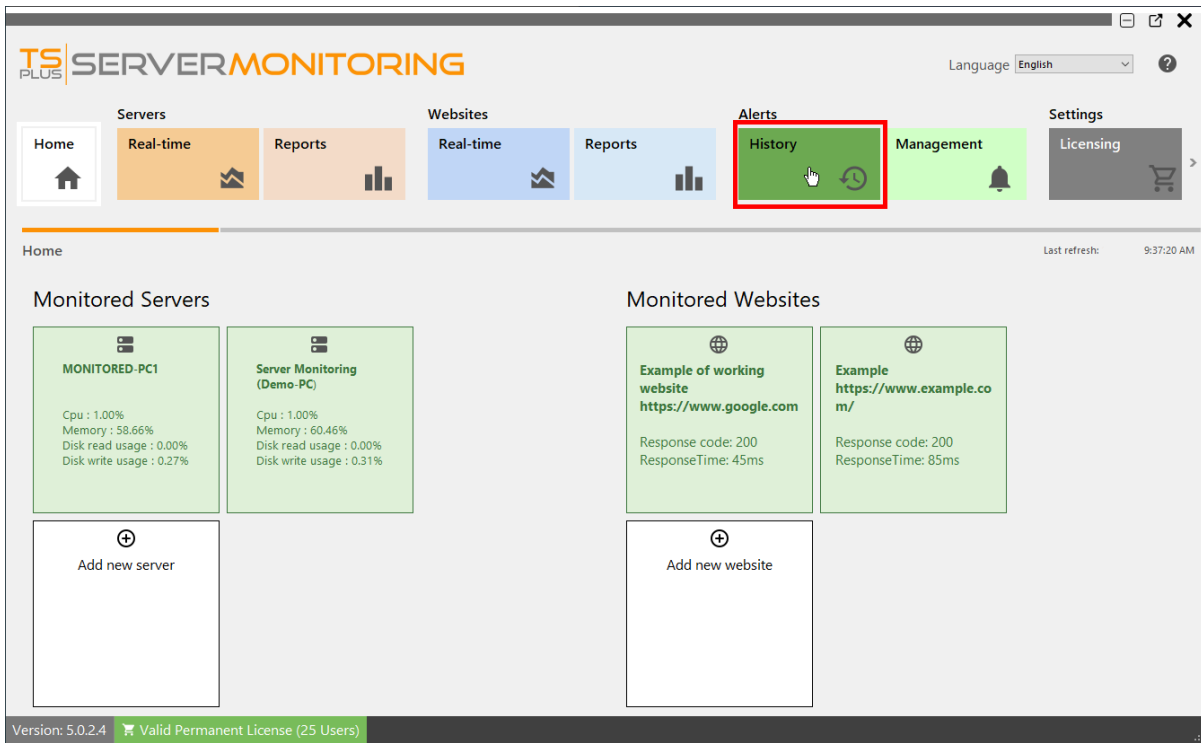 TS PLUS SERVERMONITORING
Language English
Servers
Websites
Alerts
Settings
Home
Real-time
Reports
Real-time
Reports
History
Management
Licensing
Home
Last refresh: 9:37:20 AM
Monitored Servers
MONITORED-PC1
Cpu : 1.00%
Memory : 58.66%
Disk read usage : 0.00%
Disk write usage : 0.27%
Server Monitoring
(Demo-PC)
Cpu : 1.00%
Memory : 60.46%
Disk read usage : 0.00%
Disk write usage : 0.31%
Add new server
Monitored Websites
Example of working
website
https://www.google.com
Response code: 200
ResponseTime: 45ms
Example
https://www.example.co
m/
Response code: 200
ResponseTime: 85ms
Add new website
Version: 5.0.2.4
Valid Permanent License (25 Users)